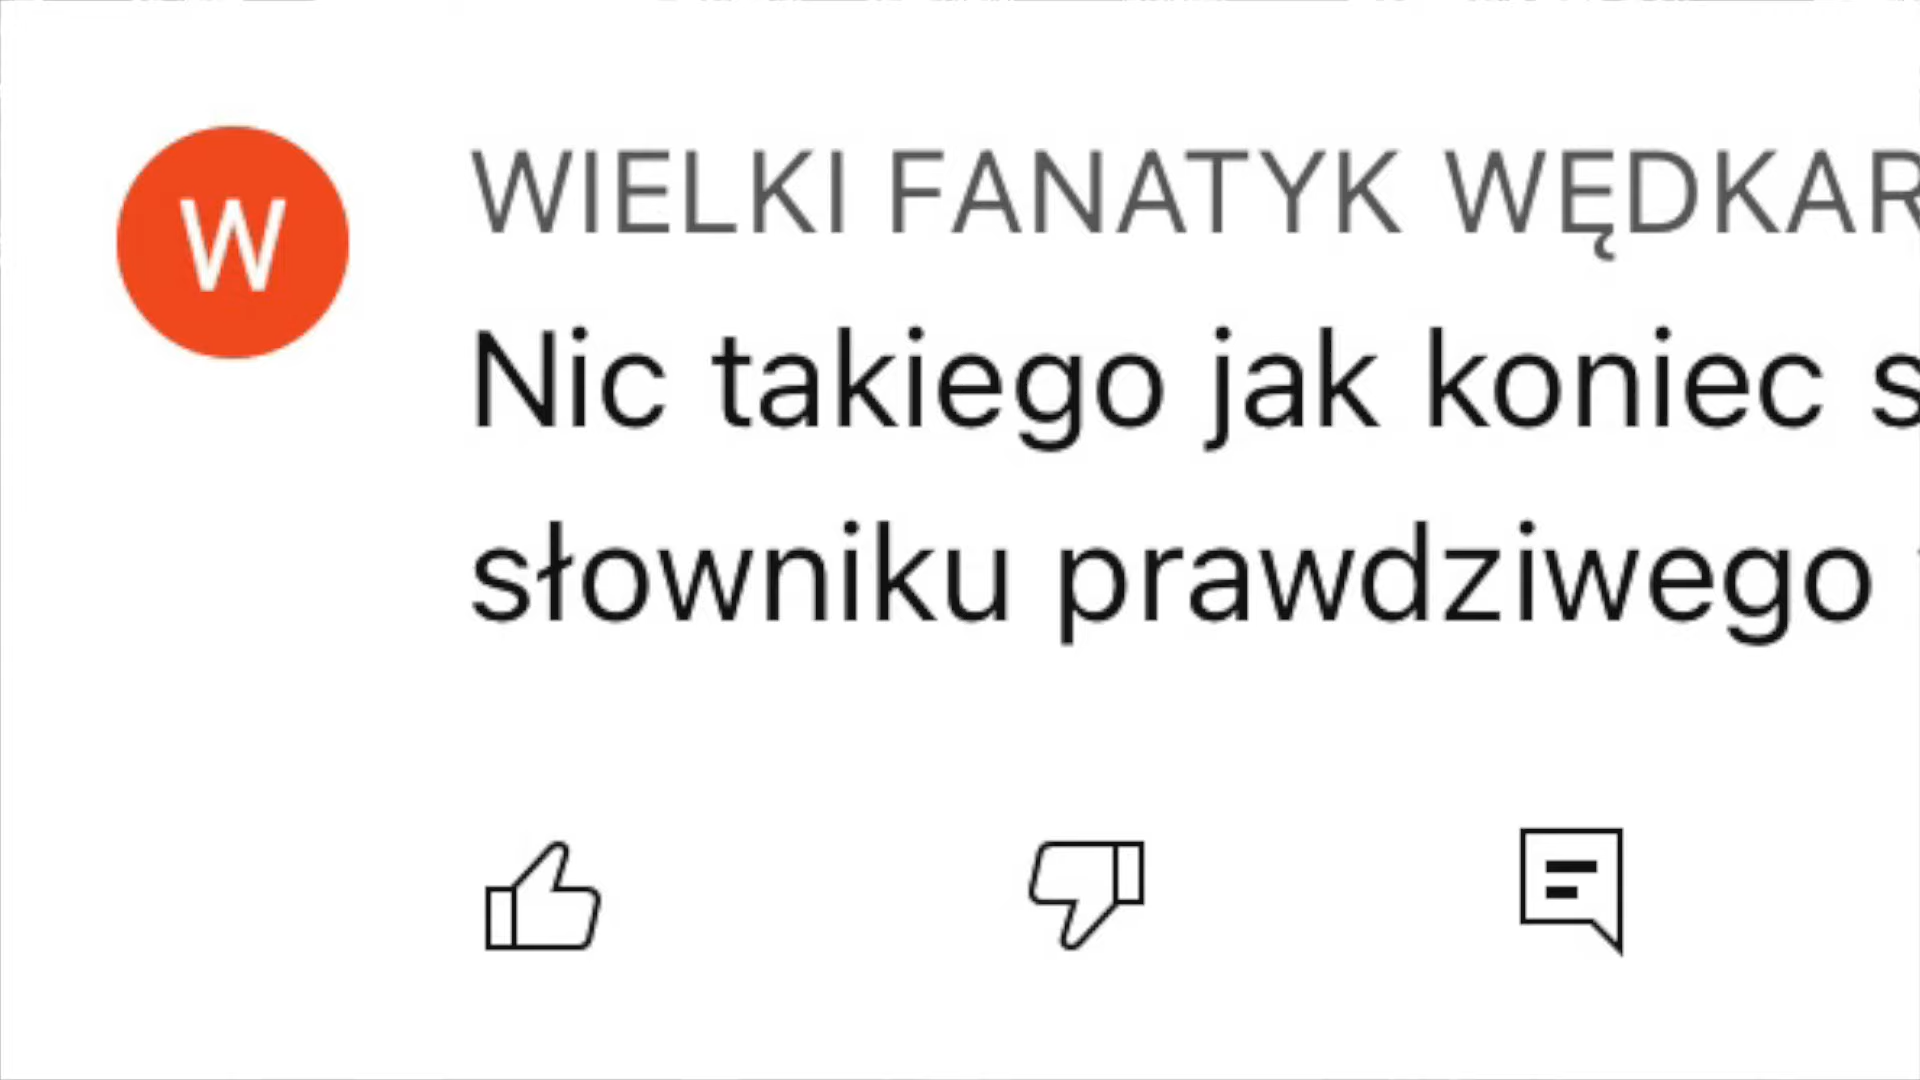 W
WIELKI FANATYK WĘDKAR
Nic takiego jak koniec s
słowniku prawdziwego